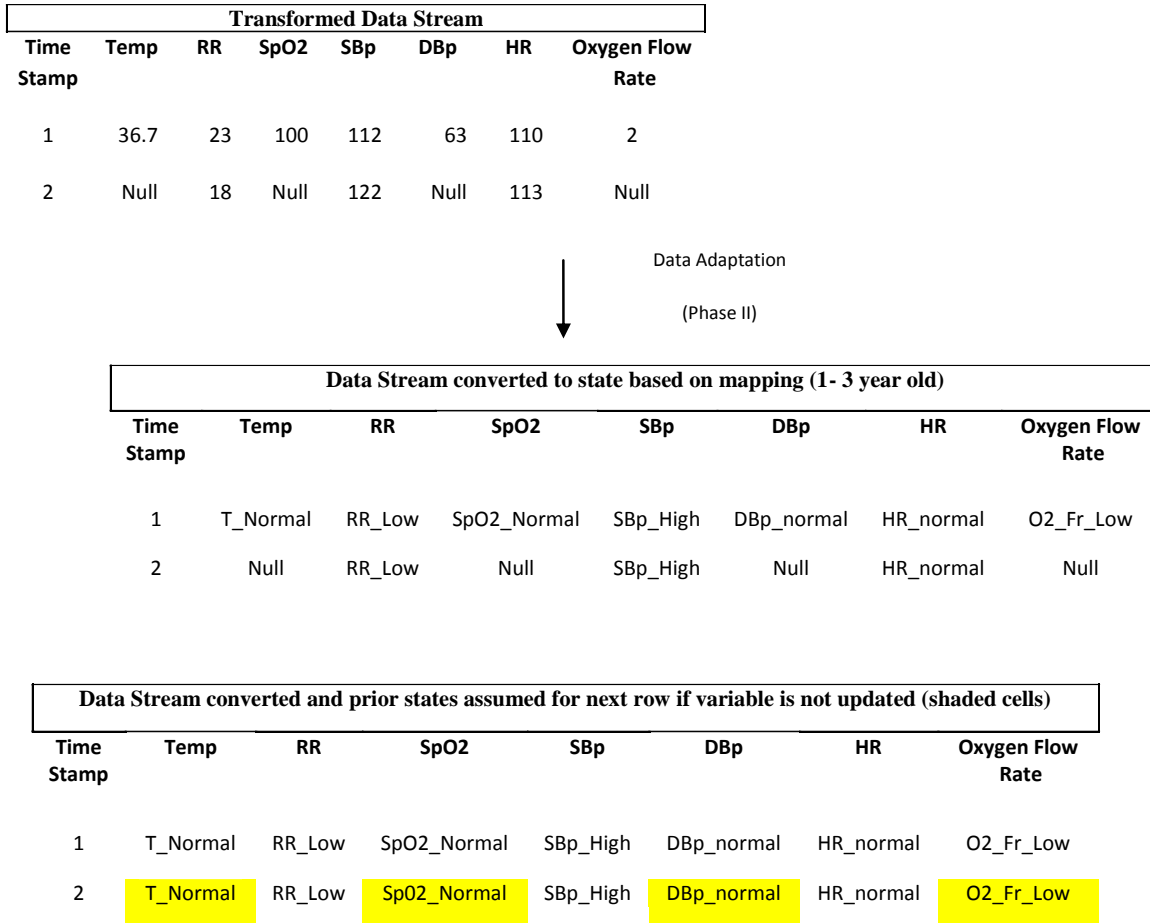 Transformed Data Stream
Time Stamp Temp RR SpO2 SBp DBp HR Oxygen Flow Rate
1 36.7 23 100 112 63 110 2
2 Null 18 Null 122 Null 113 Null
Data Adaptation
(Phase II)
Data Stream converted to state based on mapping (1- 3 year old)
Time Stamp Temp RR SpO2 SBp DBp HR Oxygen Flow Rate
1 T_Normal RR_Low SpO2_Normal SBp_High DBp_normal HR_normal O2_Fr_Low
2 Null RR_Low Null SBp_High Null HR_normal Null
Data Stream converted and prior states assumed for next row if variable is not updated (shaded cells)
Time Stamp Temp RR SpO2 SBp DBp HR Oxygen Flow Rate
1 T_Normal RR_Low SpO2_Normal SBp_High DBp_normal HR_normal O2_Fr_Low
2 T_Normal RR_Low Sp02_Normal SBp_High DBp_normal HR_normal O2_Fr_Low